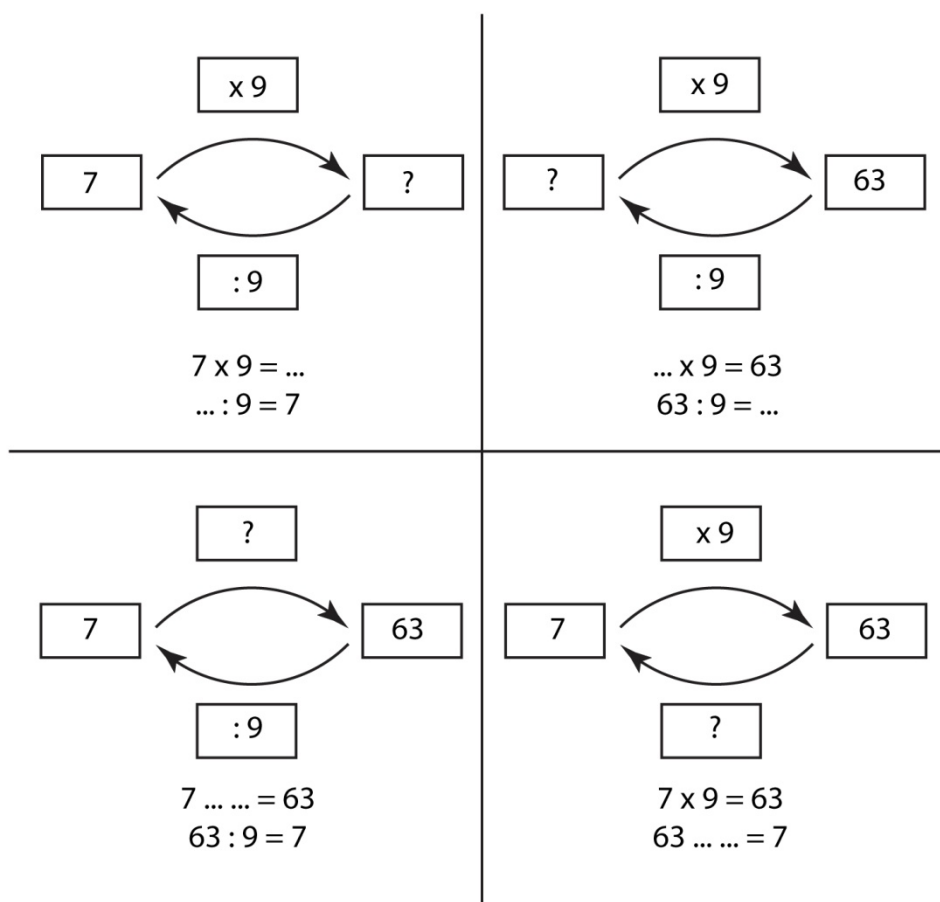 x 9
7
?
: 9
7 x 9 = ...
... : 9 = 7
x 9
?
63
: 9
... x 9 = 63
63 : 9 = ...
?
7
63
: 9
7 ... ... = 63
63 : 9 = 7
x 9
7
63
?
7 x 9 = 63
63 ... ... = 7